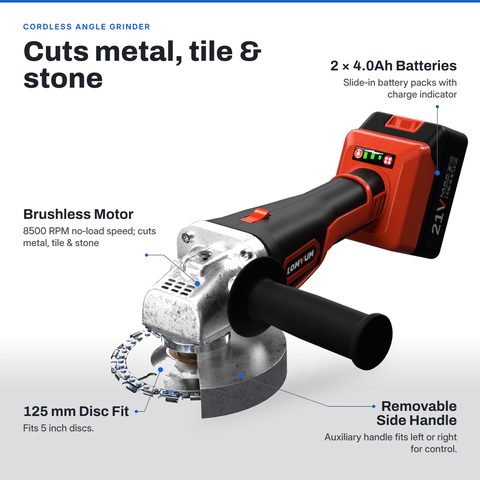 CORDLESS ANGLE GRINDER
Cuts metal, tile &
stone
2 × 4.0Ah Batteries
Slide-in battery packs with
charge indicator
21V
Brushless Motor
8500 RPM no-load speed; cuts
metal, tile & stone
LOMVUM
125 mm Disc Fit
Fits 5 inch discs.
Removable
Side Handle
Auxiliary handle fits left or right
for control.